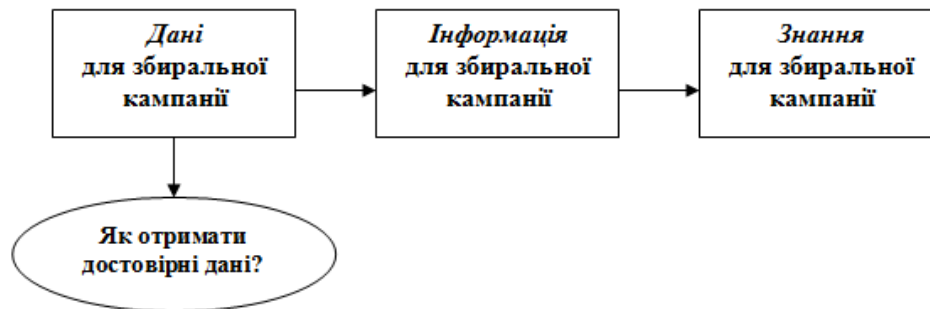 Дані
для збиральної
кампанії
Інформація
для збиральної
кампанії
Знання
для збиральної
кампанії
Як отримати
достовірні дані?